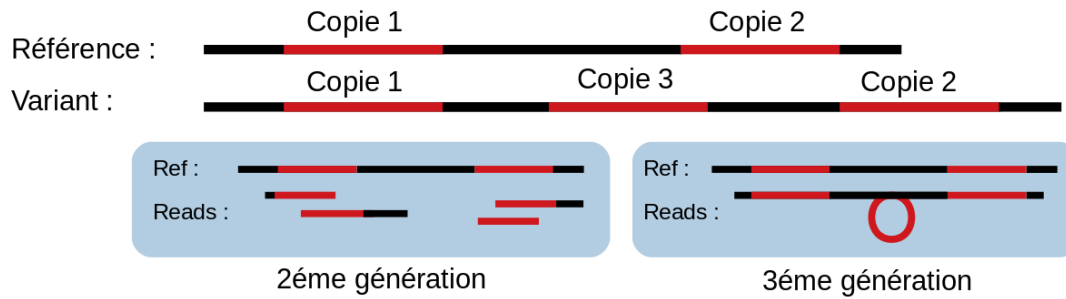 Copie 1 Copie 2
Référence :
Copie 1 Copie 3 Copie 2
Variant :
Ref :
Reads :
Ref :
Reads :
2éme génération
3éme génération